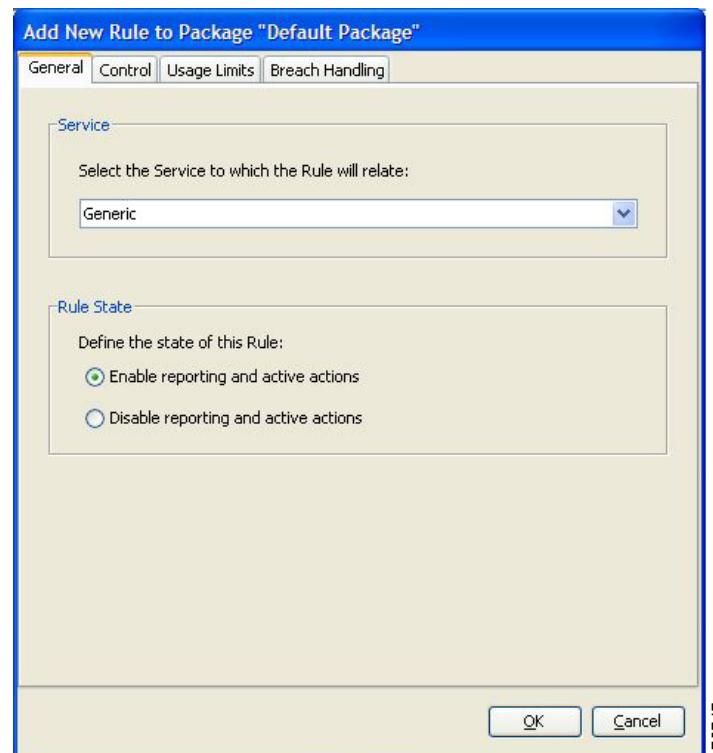 Add New Rule to Package "Default Package"
General Control Usage Limits Breach Handling
Service
Select the Service to which the Rule will relate:
Generic
Rule State
Define the state of this Rule:
Enable reporting and active actions
Disable reporting and active actions
OK Cancel